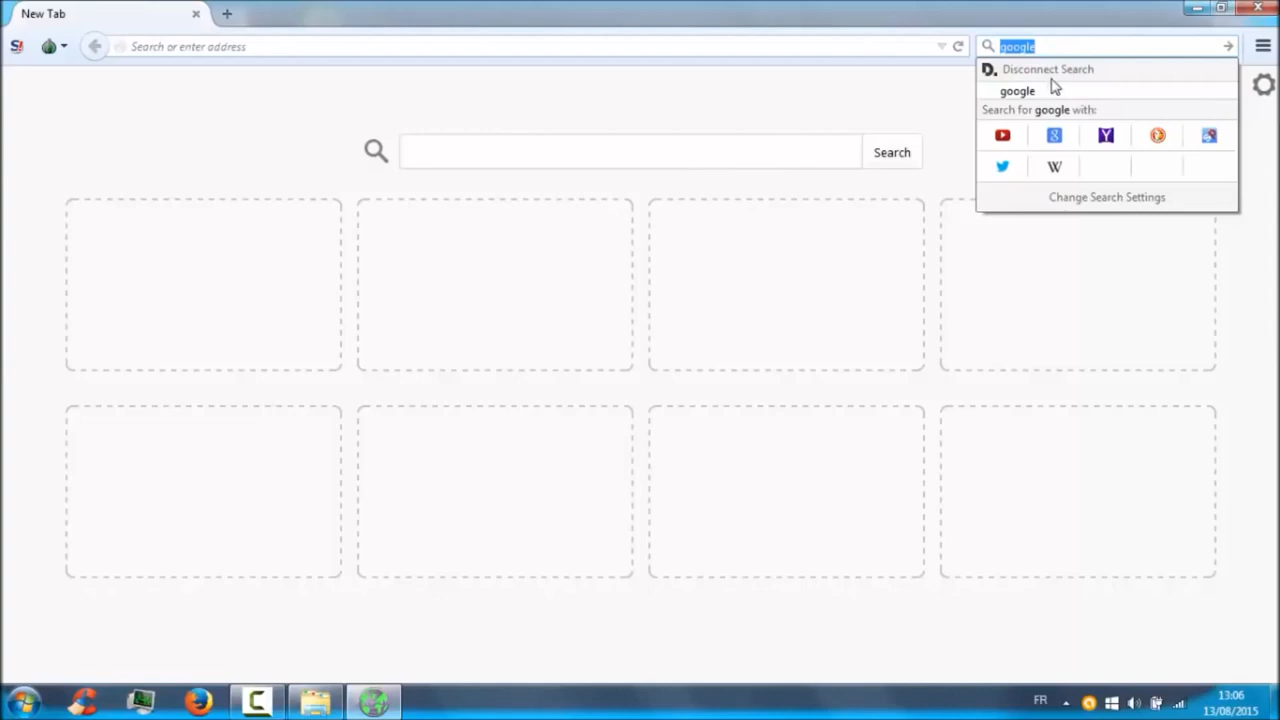 New Tab
S!
Search or enter address
google
D. Disconnect Search
google
Search for google with:
Y
W
Change Search Settings
Search
FR
13:06
13/08/2015